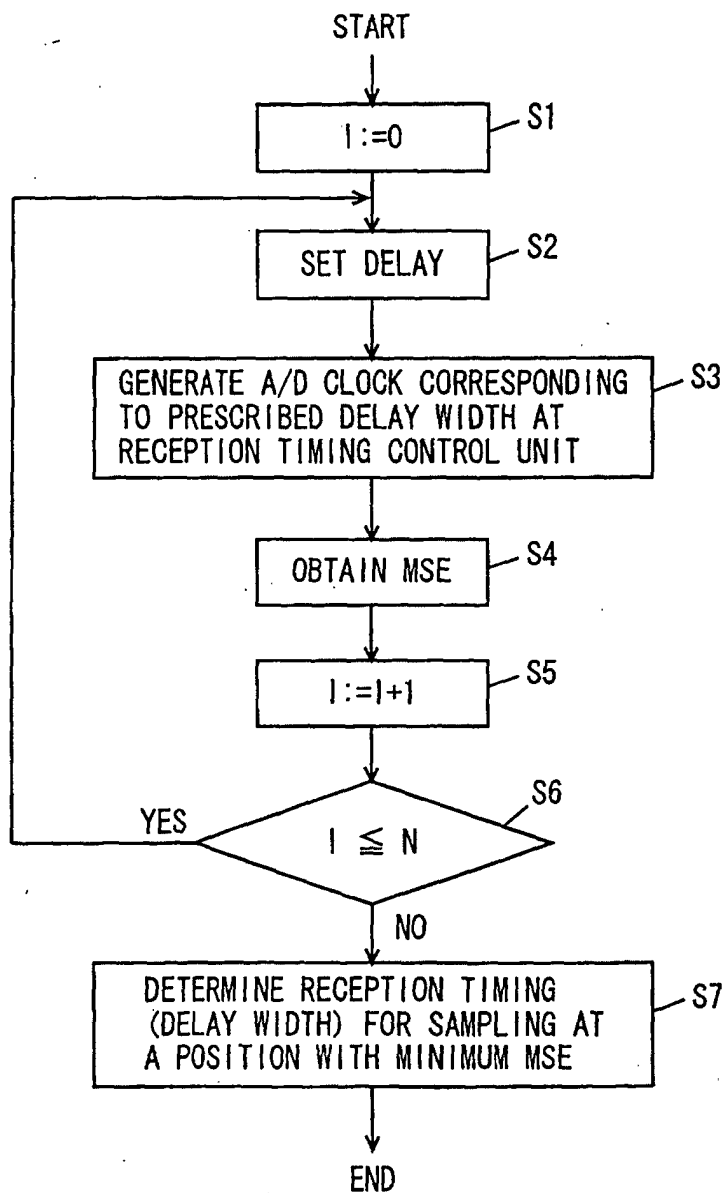 START
I:=0
S1
SET DELAY
S2
GENERATE A/D CLOCK CORRESPONDING
TO PRESCRIBED DELAY WIDTH AT
RECEPTION TIMING CONTROL UNIT
S3
OBTAIN MSE
S4
I:=I+1
S5
S6
YES
I ≦ N
NO
DETERMINE RECEPTION TIMING
(DELAY WIDTH) FOR SAMPLING AT
A POSITION WITH MINIMUM MSE
S7
END